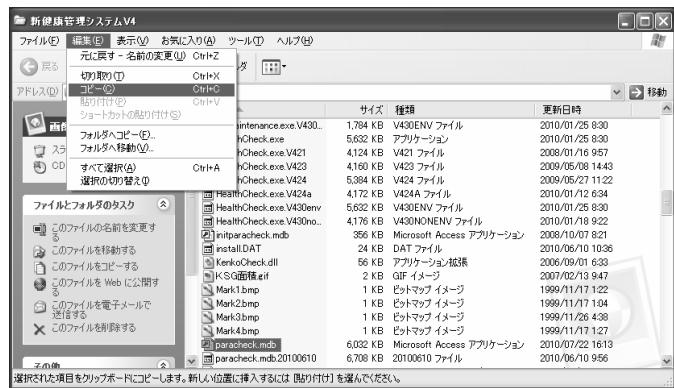 新健康管理システムV4
ファイル(F) 編集(E) 表示(V) お気に入り(A) ツール(T) ヘルプ(H)
元に戻す - 名前の変更(U) Ctrl+Z
戻る
切り取り(T) Ctrl+X
コピー(C) Ctrl+C
貼り付け(P) Ctrl+V
ショートカットの貼り付け(S)
フォルダへコピー(F)...
フォルダへ移動(V)...
すべて選択(A) Ctrl+A
選択の切り替え(I)
アドレス(D) 移動
サイズ 種類 更新日時
intenance.exe.V430... 1,784 KB V430ENV ファイル 2010/01/25 8:30
hCheck.exe 5,632 KB アプリケーション 2010/01/25 8:30
hCheck.exe.V421 4,124 KB V421 ファイル 2008/01/16 9:57
hCheck.exe.V423 4,160 KB V423 ファイル 2009/05/08 14:43
hCheck.exe.V424 5,384 KB V424 ファイル 2009/05/27 11:22
HealthCheck.exe.V424a 4,172 KB V424A ファイル 2010/01/12 6:34
HealthCheck.exe.V430env 5,632 KB V430ENV ファイル 2010/01/25 8:30
HealthCheck.exe.V430no... 4,176 KB V430NONENV ファイル 2010/01/18 9:22
initparacheck.mdb 356 KB Microsoft Access アプリケーション 2008/10/07 8:21
install.DAT 24 KB DAT ファイル 2010/06/10 10:36
KenkoCheck.dll 56 KB アプリケーション拡張 2006/09/01 6:33
KSG面積.gif 2 KB GIF イメージ 2007/02/13 9:47
Mark1.bmp 1 KB ビットマップ イメージ 1999/11/17 1:22
Mark2.bmp 1 KB ビットマップ イメージ 1999/11/17 1:04
Mark3.bmp 1 KB ビットマップ イメージ 1999/11/26 4:38
Mark4.bmp 1 KB ビットマップ イメージ 1999/11/17 1:27
paracheck.mdb 6,032 KB Microsoft Access アプリケーション 2010/07/22 16:13
paracheck.mdb.20100610 6,708 KB 20100610 ファイル 2010/06/10 9:56
ファイルとフォルダのタスク
このファイルの名前を変更する
このファイルを移動する
このファイルをコピーする
このファイルを Web に公開する
このファイルを電子メールで送信する
このファイルを削除する
その他
選択された項目をクリップボードにコピーします。新しい位置に挿入するには [貼り付け] を選んでください。